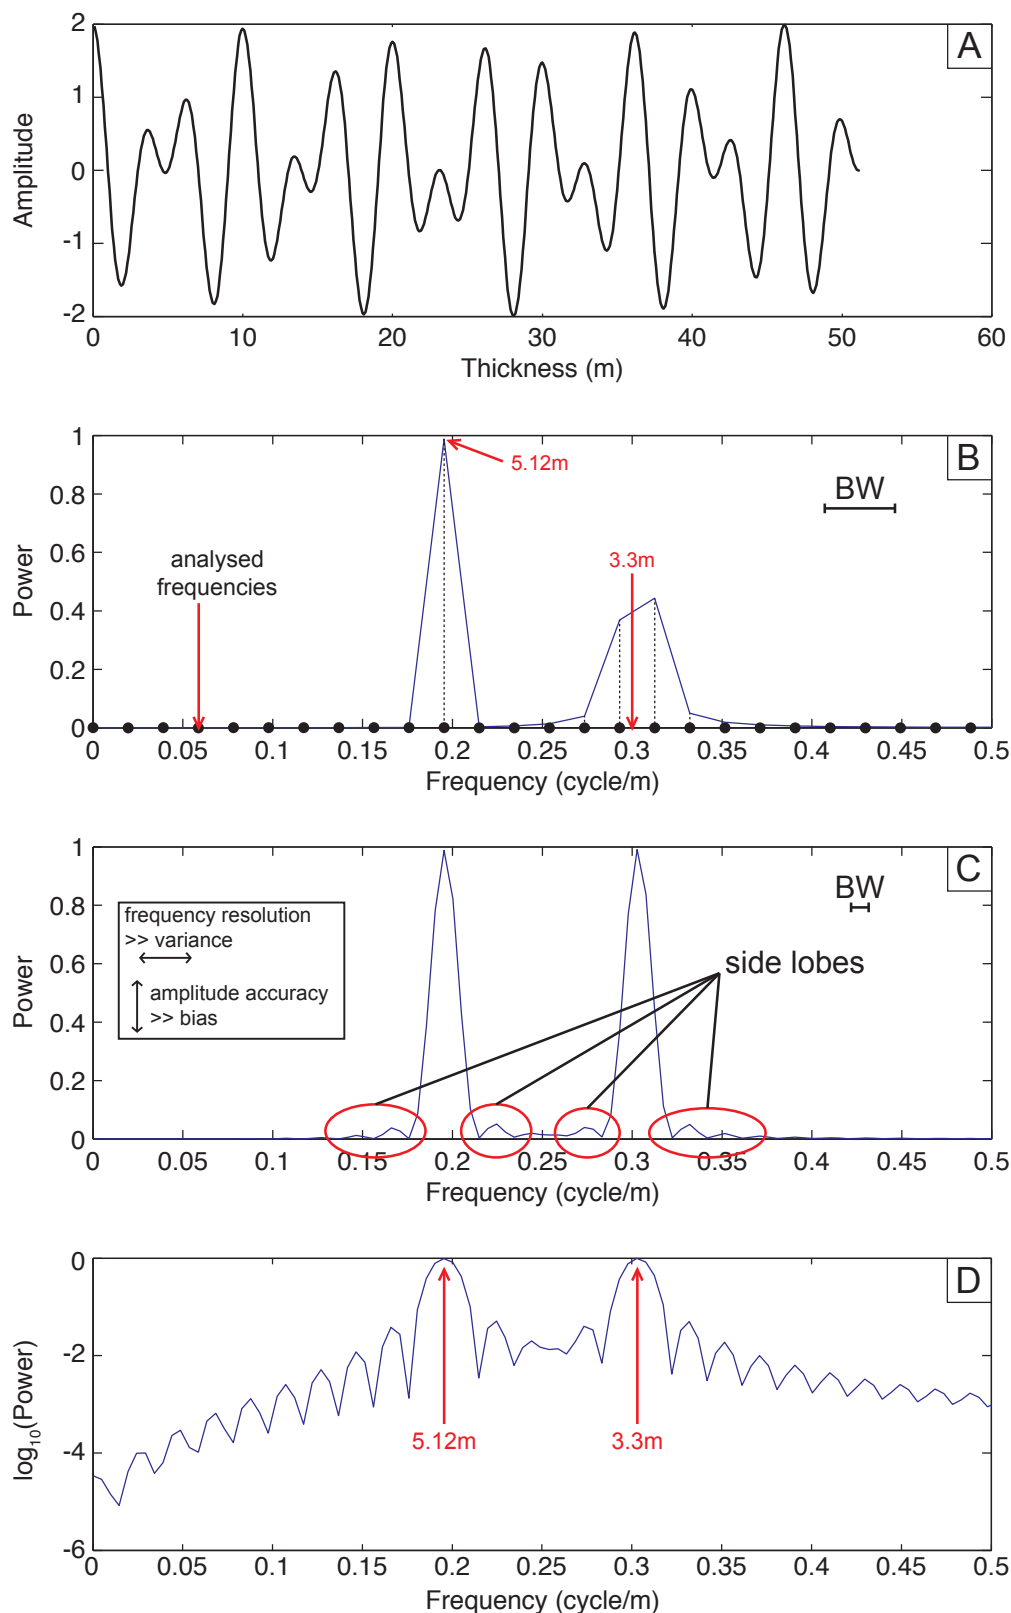 A
2
1
0
-1
-2
Amplitude
0 10 20 30 40 50 60
Thickness (m)
B
1
0.8
0.6
0.4
0.2
0
Power
5.12m
BW
analysed
frequencies
3.3m
0 0.05 0.1 0.15 0.2 0.25 0.3 0.35 0.4 0.45 0.5
Frequency (cycle/m)
C
1
0.8
0.6
0.4
0.2
0
Power
BW
frequency resolution
>> variance
amplitude accuracy
>> bias
side lobes
0 0.05 0.1 0.15 0.2 0.25 0.3 0.35 0.4 0.45 0.5
Frequency (cycle/m)
D
0
-2
-4
-6
log10(Power)
5.12m
3.3m
0 0.05 0.1 0.15 0.2 0.25 0.3 0.35 0.4 0.45 0.5
Frequency (cycle/m)